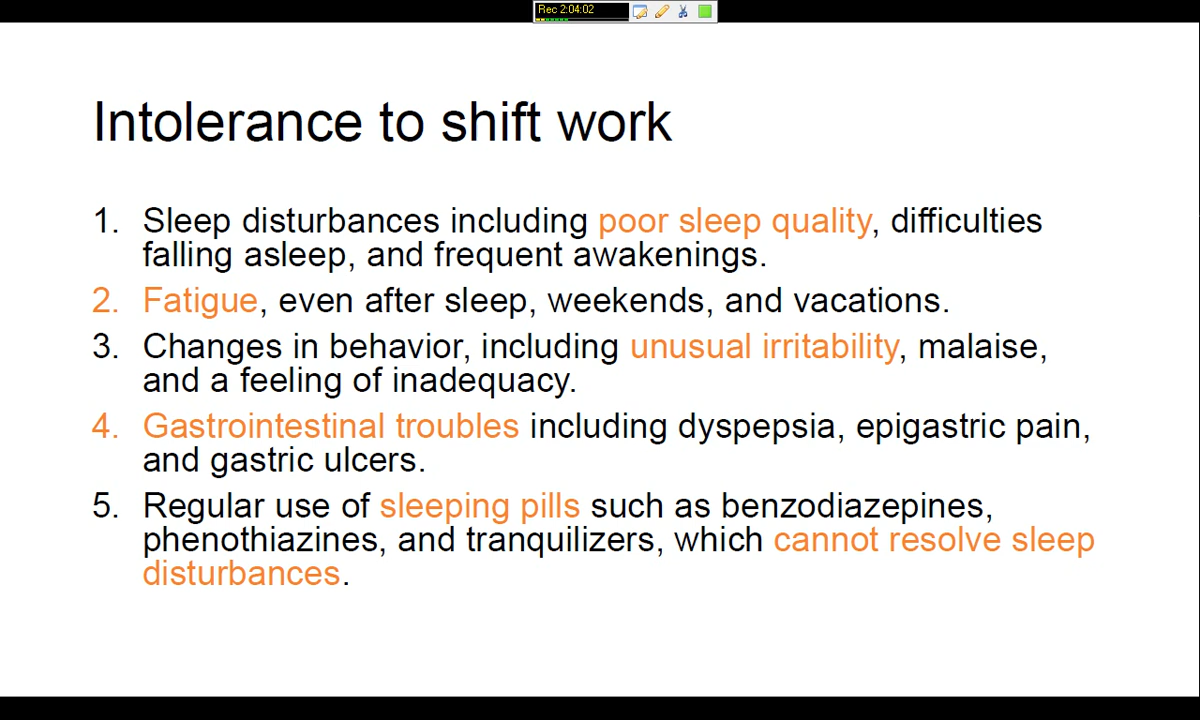 Rec 2:04:02
Intolerance to shift work
1. Sleep disturbances including poor sleep quality, difficulties
falling asleep, and frequent awakenings.
2. Fatigue, even after sleep, weekends, and vacations.
3. Changes in behavior, including unusual irritability, malaise,
and a feeling of inadequacy.
4. Gastrointestinal troubles including dyspepsia, epigastric pain,
and gastric ulcers.
5. Regular use of sleeping pills such as benzodiazepines,
phenothiazines, and tranquilizers, which cannot resolve sleep
disturbances.